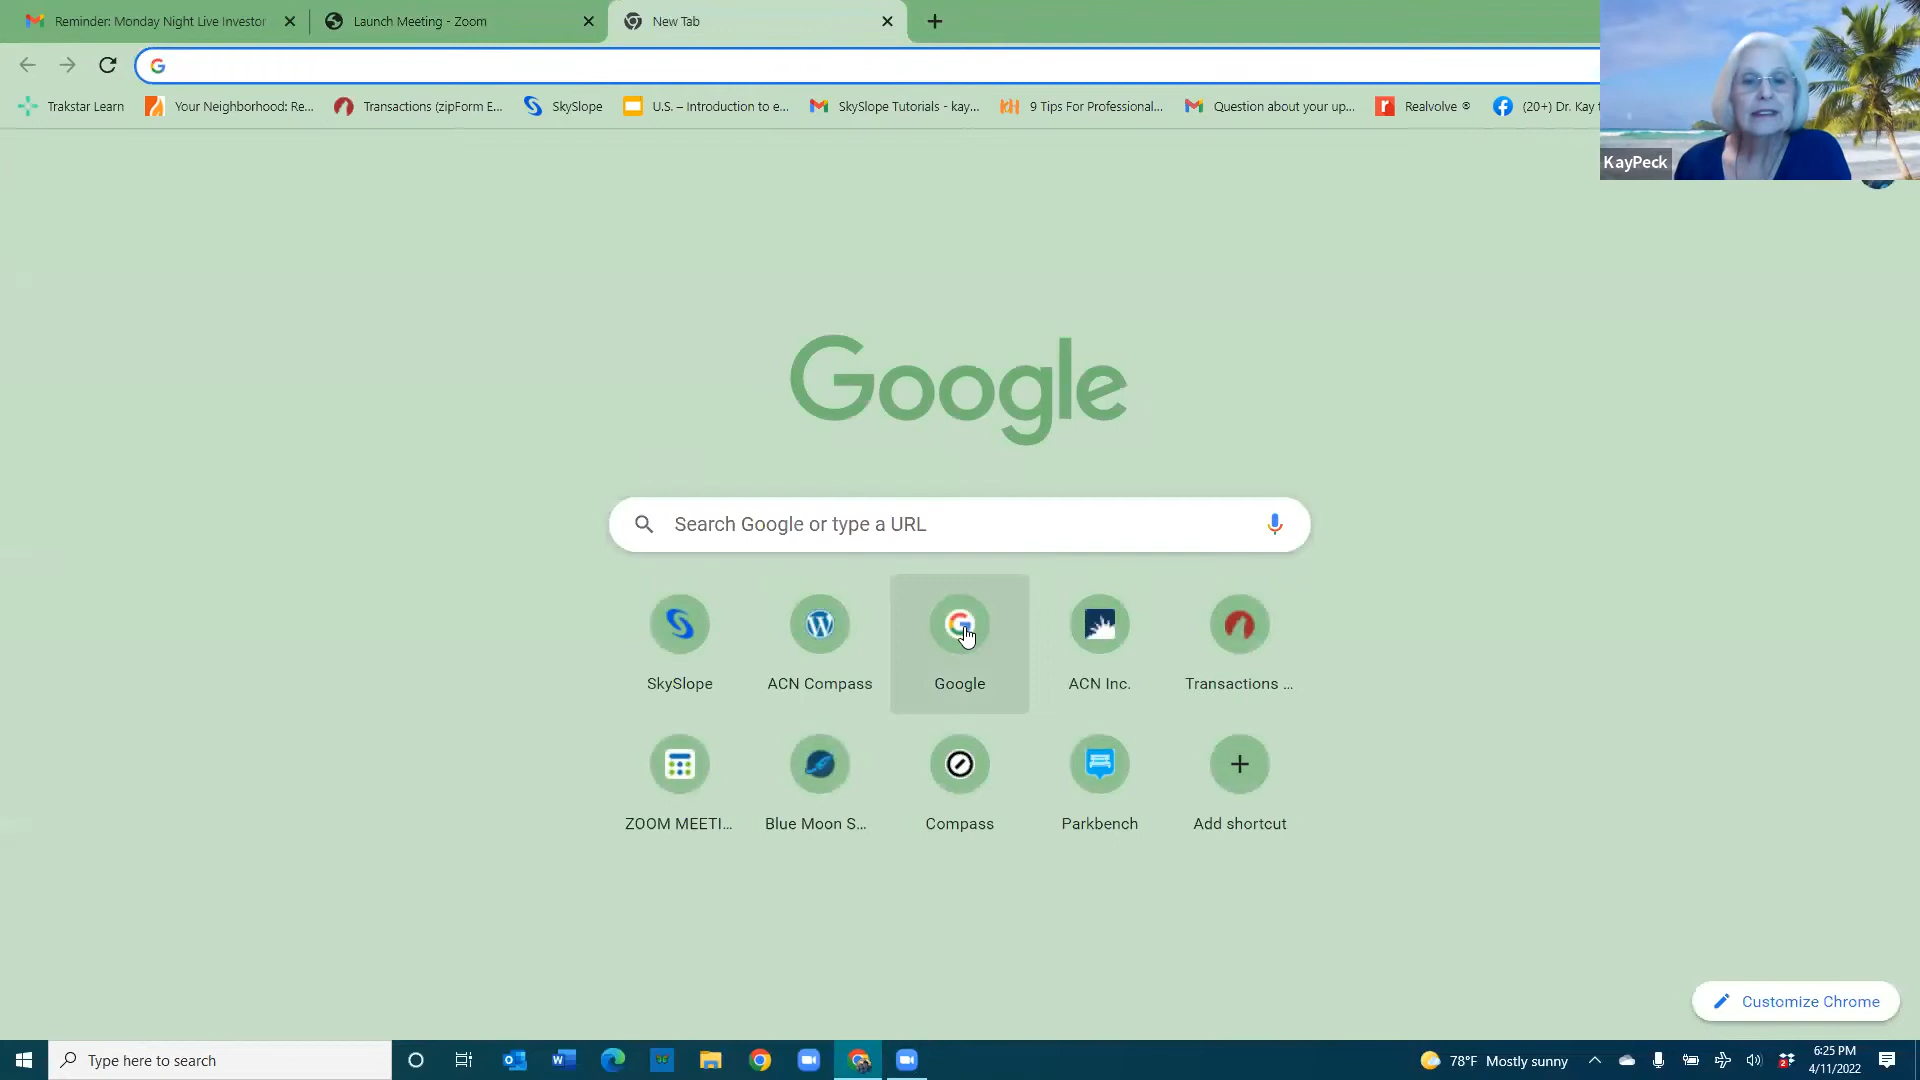 Reminder: Monday Night Live Investor
Launch Meeting - Zoom
New Tab
Trakstar Learn
Your Neighborhood: Re...
Transactions (zipForm E...
SkySlope
U.S. – Introduction to e...
SkySlope Tutorials - kay...
9 Tips For Professional...
Question about your up...
Realvolve ®
(20+) Dr. Kay
KayPeck
Google
Search Google or type a URL
SkySlope
ACN Compass
Google
ACN Inc.
Transactions ...
ZOOM MEETI...
Blue Moon S...
Compass
Parkbench
Add shortcut
Customize Chrome
Type here to search
78°F Mostly sunny
6:25 PM
4/11/2022